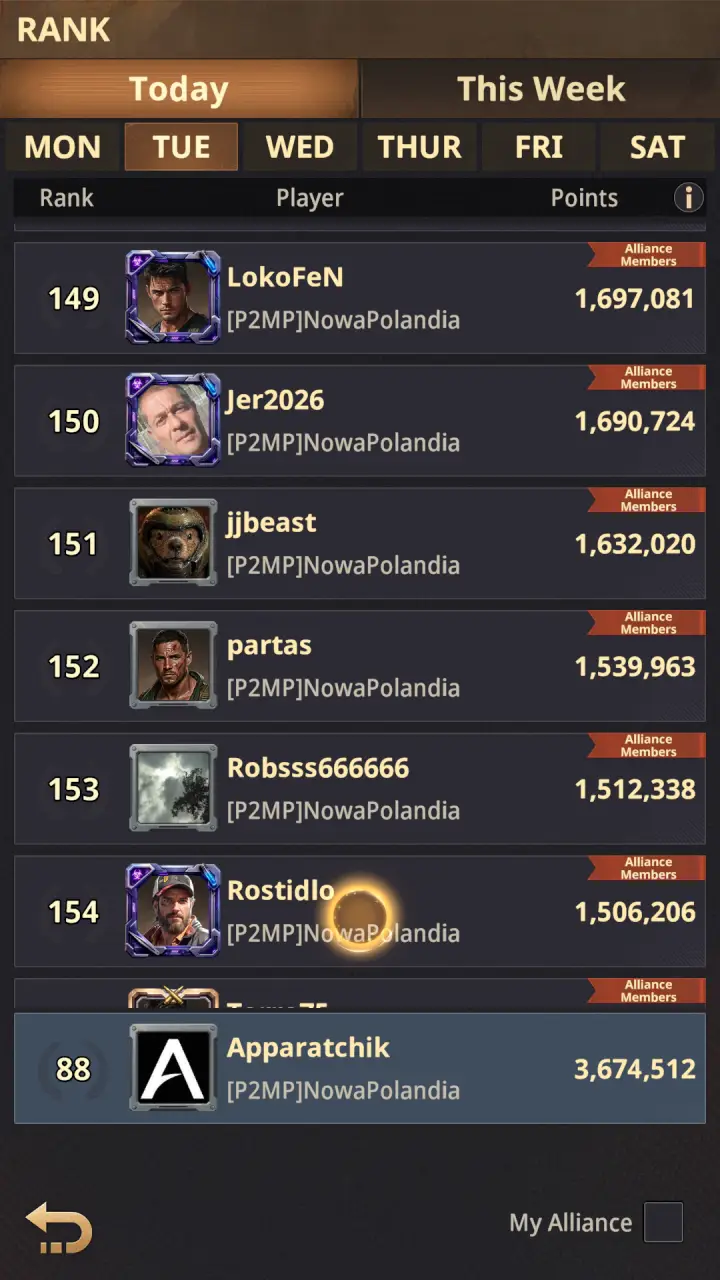 RANK
Today
This Week
MON
TUE
WED
THUR
FRI
SAT
Rank
Player
Points
149
LokoFeN
[P2MP]NowaPolandia
Alliance
Members
1,697,081
150
Jer2026
[P2MP]NowaPolandia
Alliance
Members
1,690,724
151
jjbeast
[P2MP]NowaPolandia
Alliance
Members
1,632,020
152
partas
[P2MP]NowaPolandia
Alliance
Members
1,539,963
153
Robsss666666
[P2MP]NowaPolandia
Alliance
Members
1,512,338
154
Rostidlo
[P2MP]NowaPolandia
Alliance
Members
1,506,206
Alliance
Members
88
Apparatchik
[P2MP]NowaPolandia
3,674,512
My Alliance